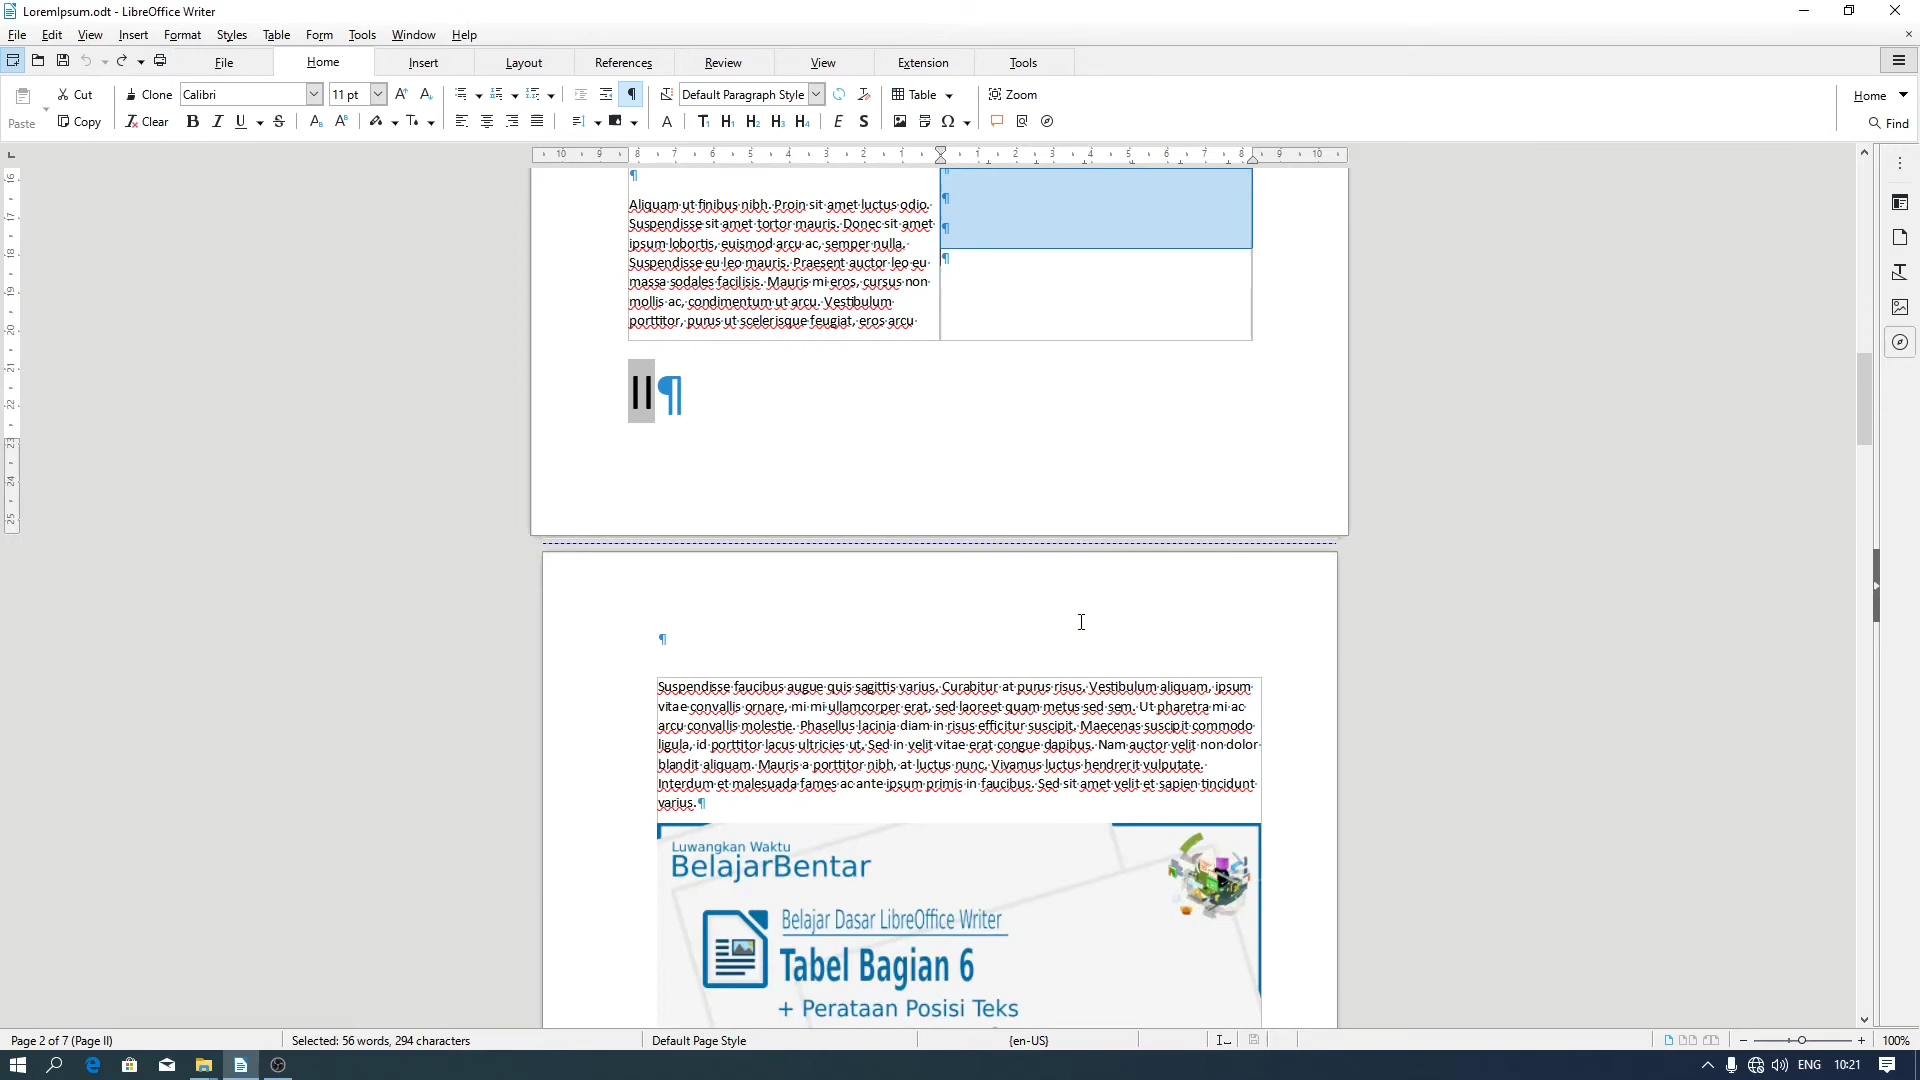 LoremIpsum.odt - LibreOffice Writer
File Edit View Insert Format Styles Table Form Tools Window Help
File Home Insert Layout References Review View Extension Tools
Cut Clone Calibri 11 pt Default Paragraph Style Table Zoom Home
Paste Copy Clear Find
Aliquam ut finibus nibh. Proin sit amet luctus odio.
Suspendisse sit amet tortor mauris. Donec sit amet
ipsum lobortis, euismod arcu ac, semper nulla.
Suspendisse eu leo mauris. Praesent auctor leo eu
massa sodales facilisis. Mauris mi eros, cursus non
mollis ac, condimentum ut arcu. Vestibulum
porttitor, purus ut scelerisque feugiat, eros arcu
II¶
Suspendisse faucibus augue quis sagittis varius. Curabitur at purus risus. Vestibulum aliquam, ipsum
vitae convallis ornare, mi mi ullamcorper erat, sed laoreet quam metus sed sem. Ut pharetra mi ac
arcu convallis molestie. Phasellus lacinia diam in risus efficitur suscipit. Maecenas suscipit commodo
ligula, id porttitor lacus ultricies ut. Sed in velit vitae erat congue dapibus. Nam auctor velit non dolor
blandit aliquam. Mauris a porttitor nibh, at luctus nunc. Vivamus luctus hendrerit vulputate.
Interdum et malesuada fames ac ante ipsum primis in faucibus. Sed sit amet velit et sapien tincidunt
varius.¶
Luwangkan Waktu
BelajarBentar
Belajar Dasar LibreOffice Writer
Tabel Bagian 6
+ Perataan Posisi Teks
Page 2 of 7 (Page II) Selected: 56 words, 294 characters Default Page Style {en-US} 100%
ENG 10:21